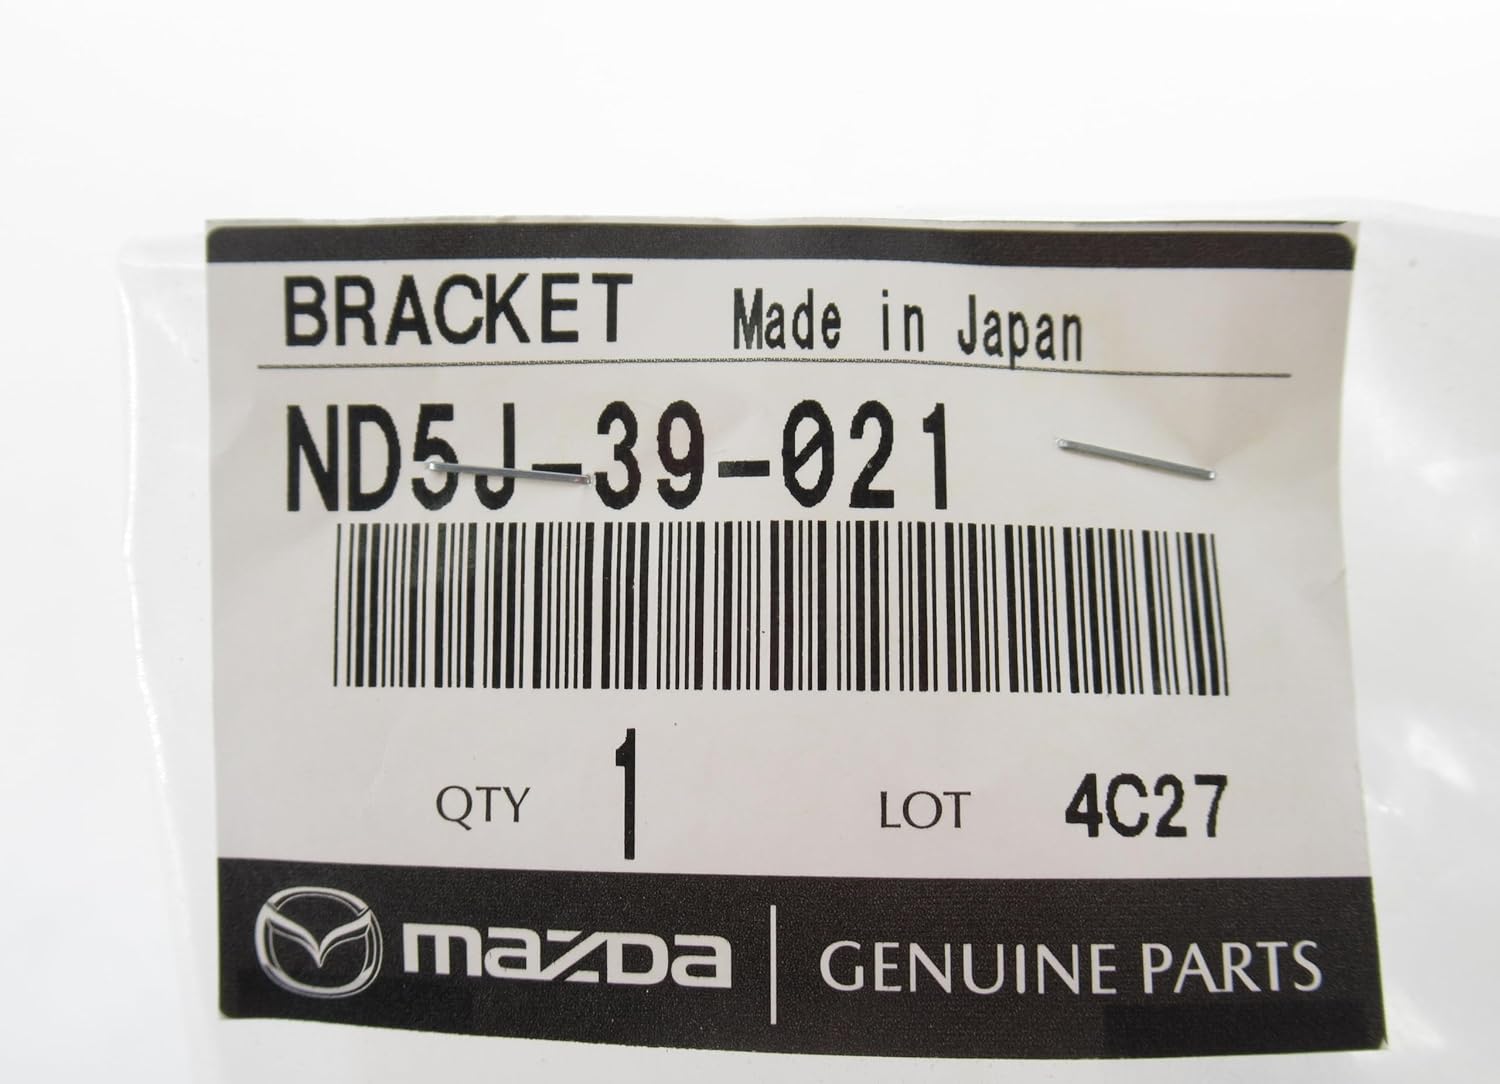 BRACKET Made in Japan
ND5J-39-021
QTY 1 LOT 4C27
mazda GENUINE PARTS